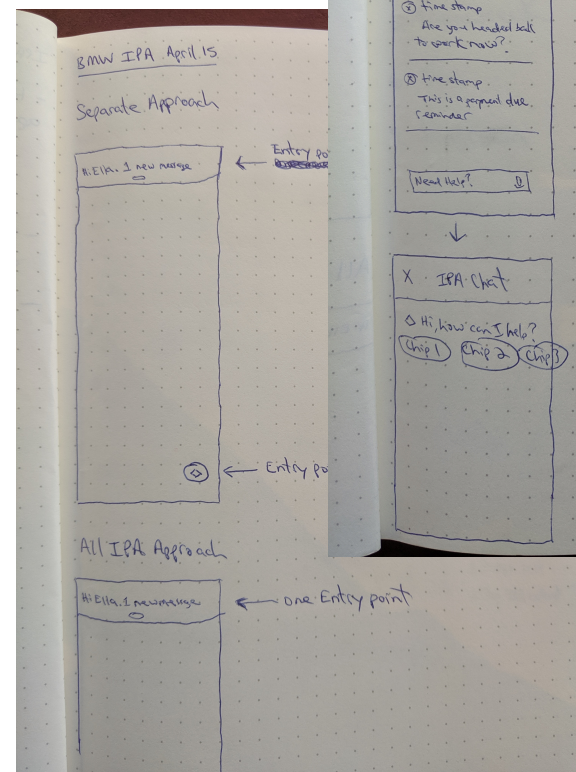 BMW IPA April 15
Separate Approach
Hi Ella. 1 new message
Entry po
Entry po
All IPA Approach
Hi Ella. 1 new message
one Entry point
time stamp
Are you headed back
to work now?
time stamp
This is a payment due
reminder
Need Help?
X IPA Chat
Hi, how can I help?
Chip 1 Chip 2 Chip 3